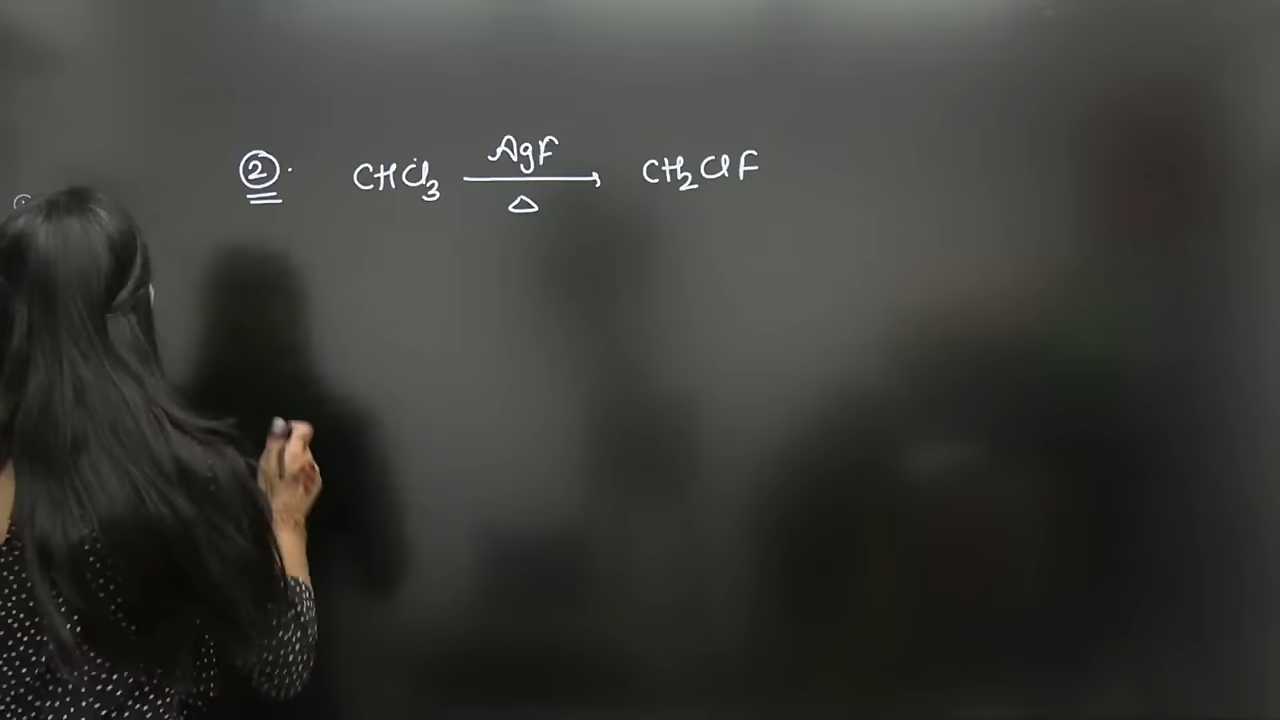 ② . CHCl₃ —AgF/Δ→ CH₂ClF